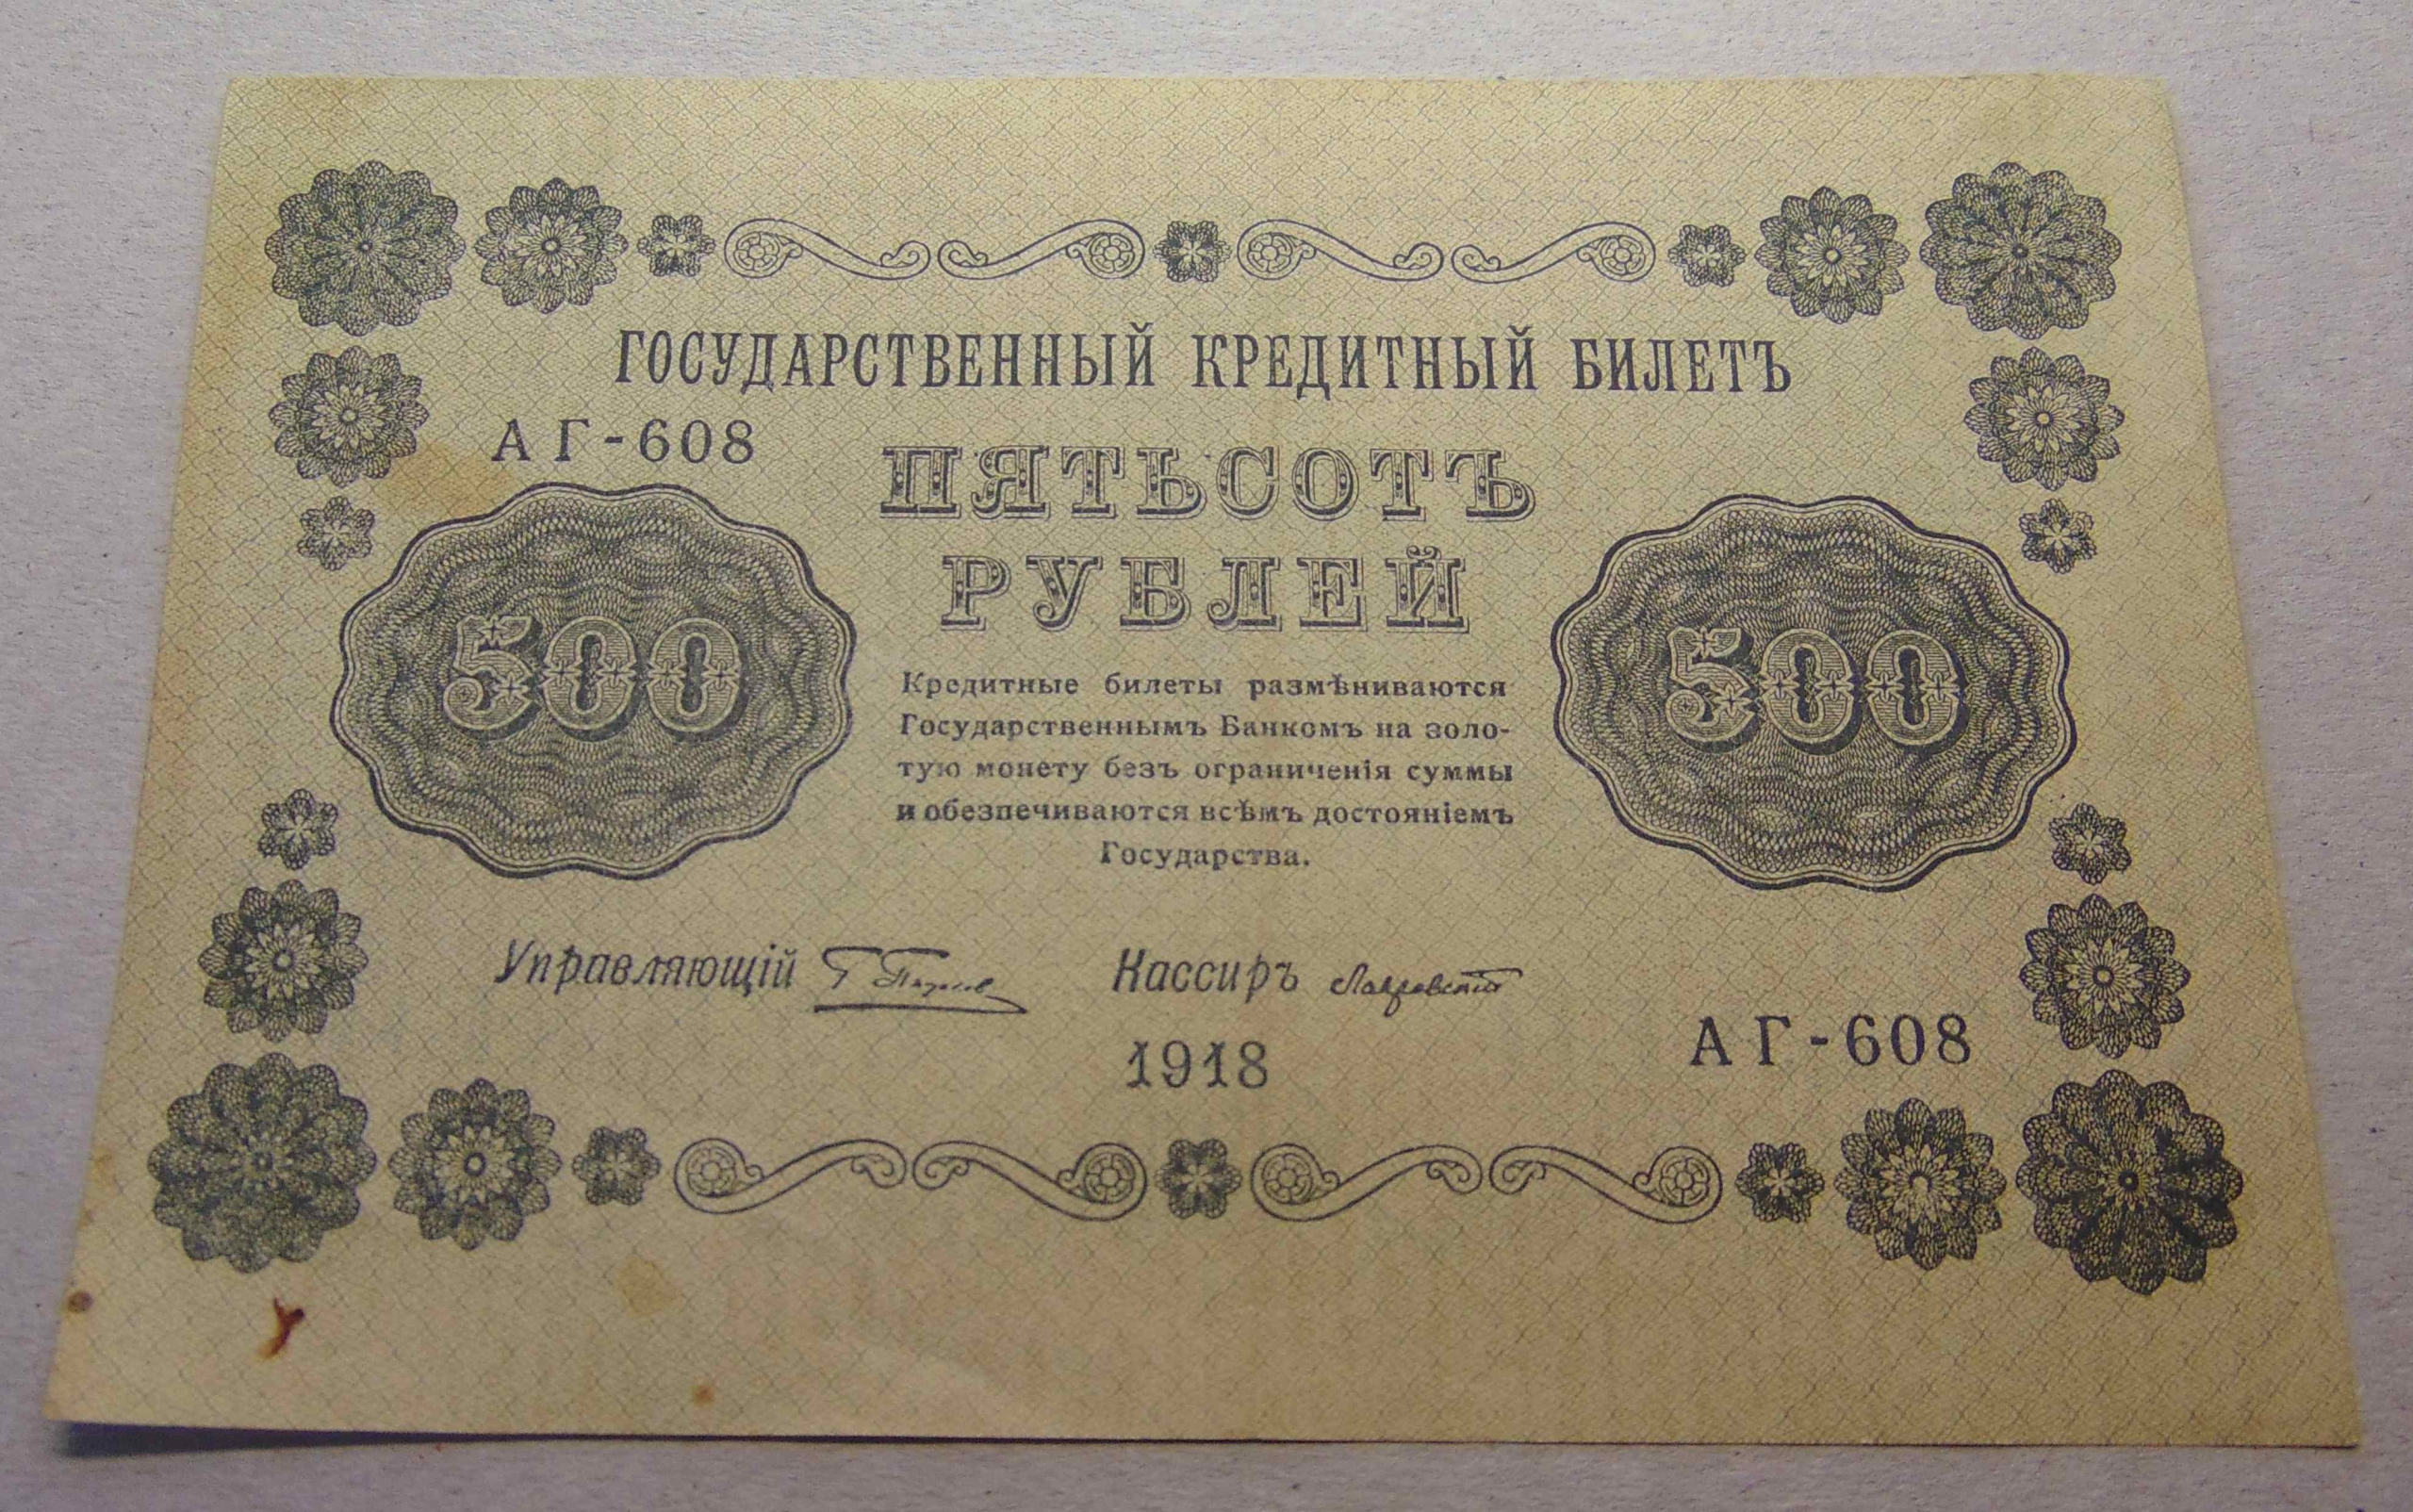 ГОСУДАРСТВЕННЫЙ КРЕДИТНЫЙ БИЛЕТЪ
АГ-608
ПЯТЬСОТЪ
РУБЛЕЙ
500
500
Кредитные билеты размѣниваются
Государственнымъ Банкомъ на золо-
тую монету безъ ограниченія суммы
и обезпечиваются всѣмъ достояніемъ
Государства.
Управляющій
Кассиръ
1918
АГ-608